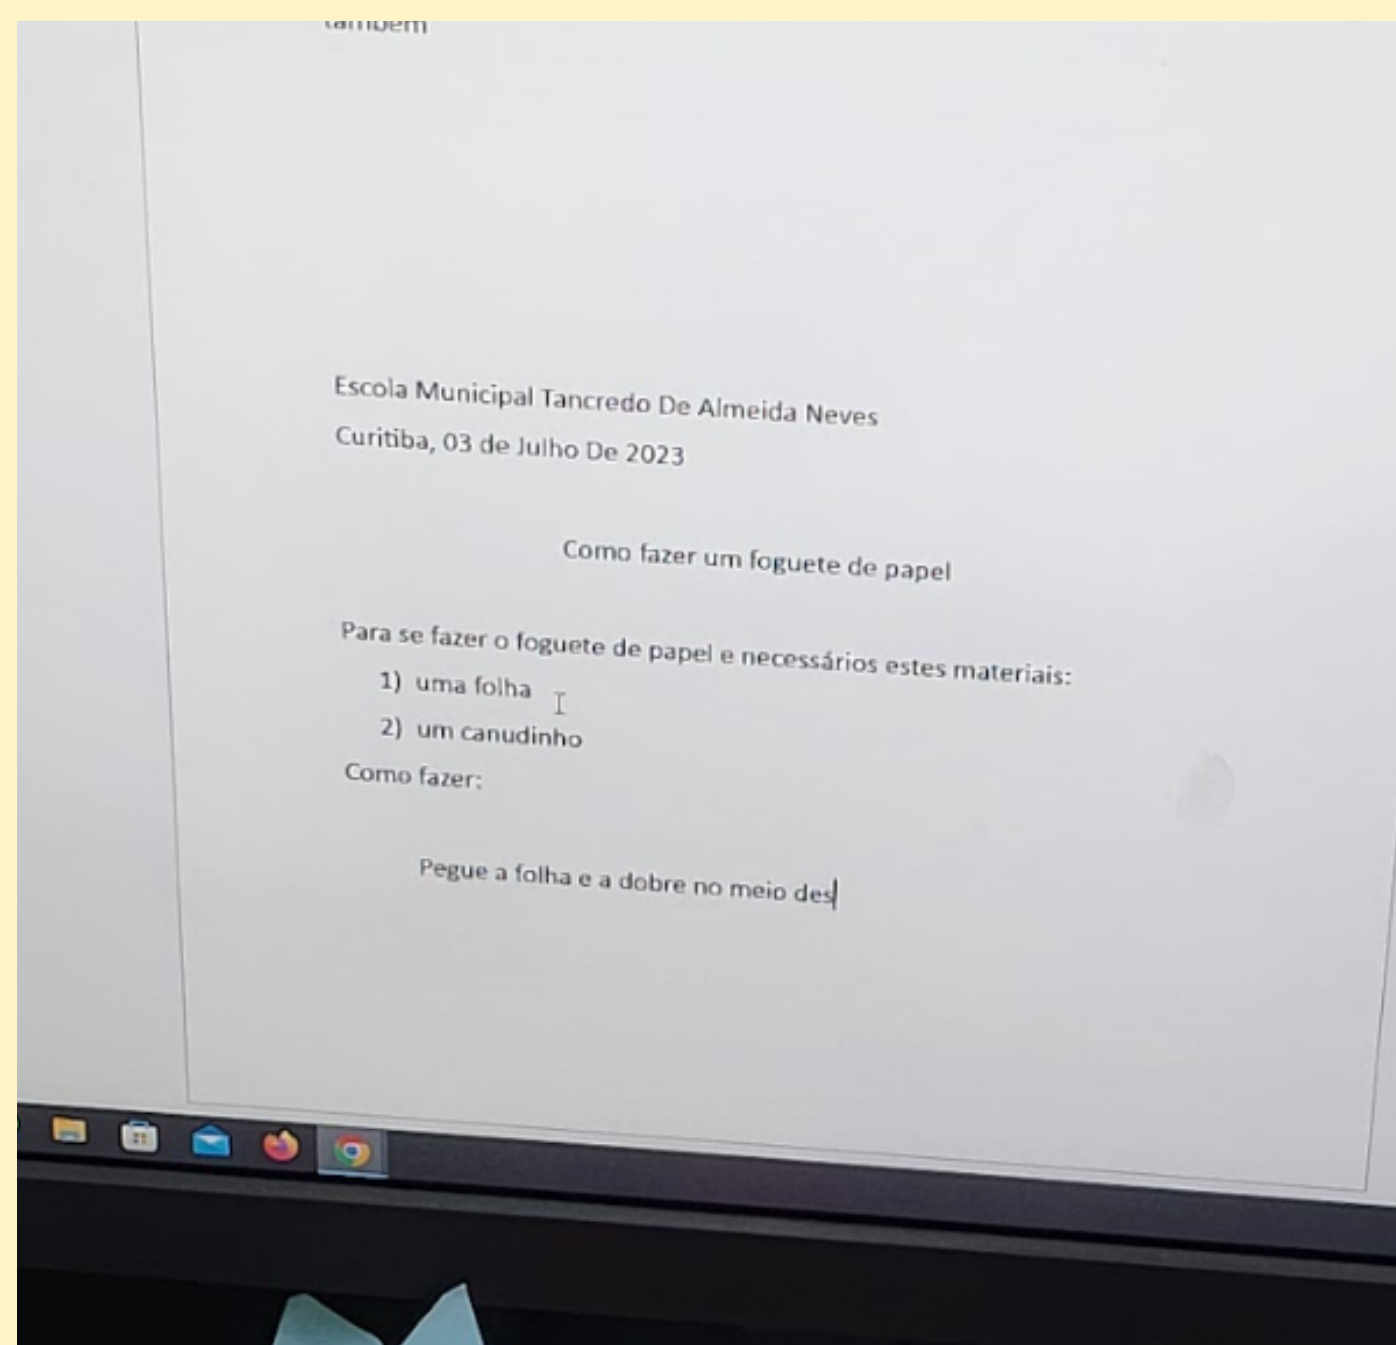 também
Escola Municipal Tancredo De Almeida Neves
Curitiba, 03 de Julho De 2023
Como fazer um foguete de papel
Para se fazer o foguete de papel e necessários estes materiais:
1) uma folha
2) um canudinho
Como fazer:
Pegue a folha e a dobre no meio des